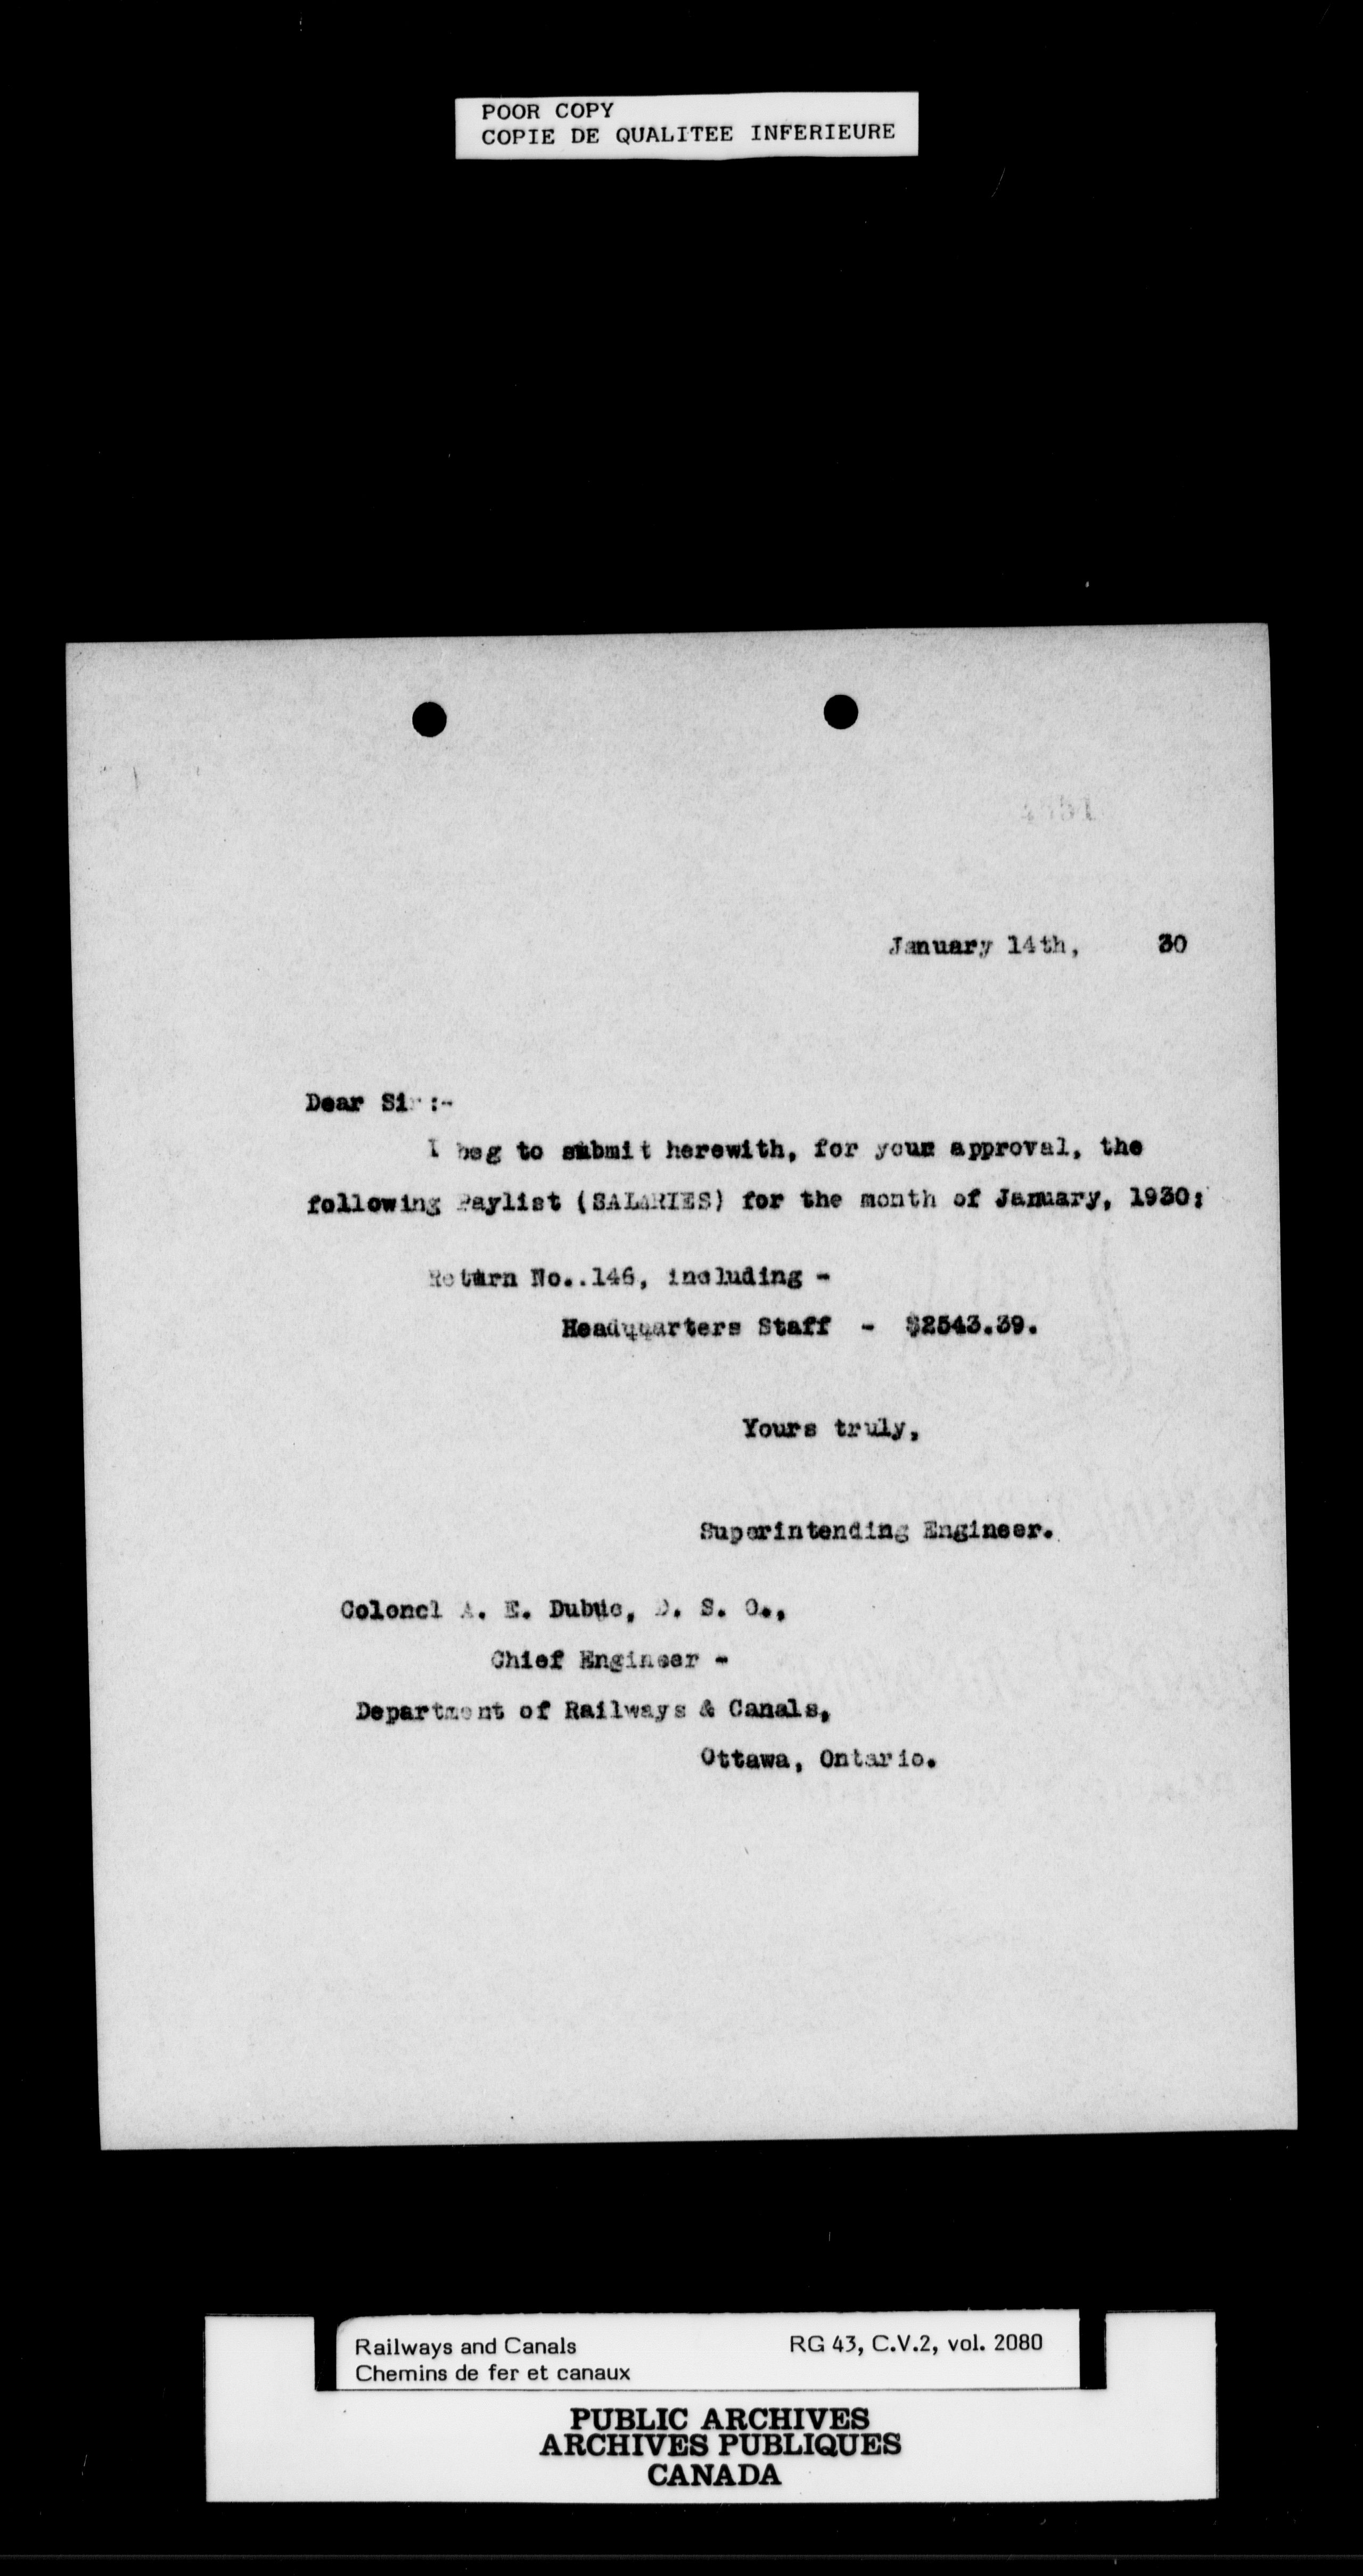 POOR COPY
COPIE DE QUALITEE INFERIEURE
January 14th, 30
Dear Sir:-
I beg to submit herewith, for your approval, the
following Paylist (SALARIES) for the month of January, 1930:
Return No..146, including -
Headquarters Staff - $2543.39.
Yours truly,
Superintending Engineer.
Colonel A. E. Dubuc, D. S. O.,
Chief Engineer -
Department of Railways & Canals,
Ottawa, Ontario.
Railways and Canals RG 43, C.V.2, vol. 2080
Chemins de fer et canaux
PUBLIC ARCHIVES
ARCHIVES PUBLIQUES
CANADA